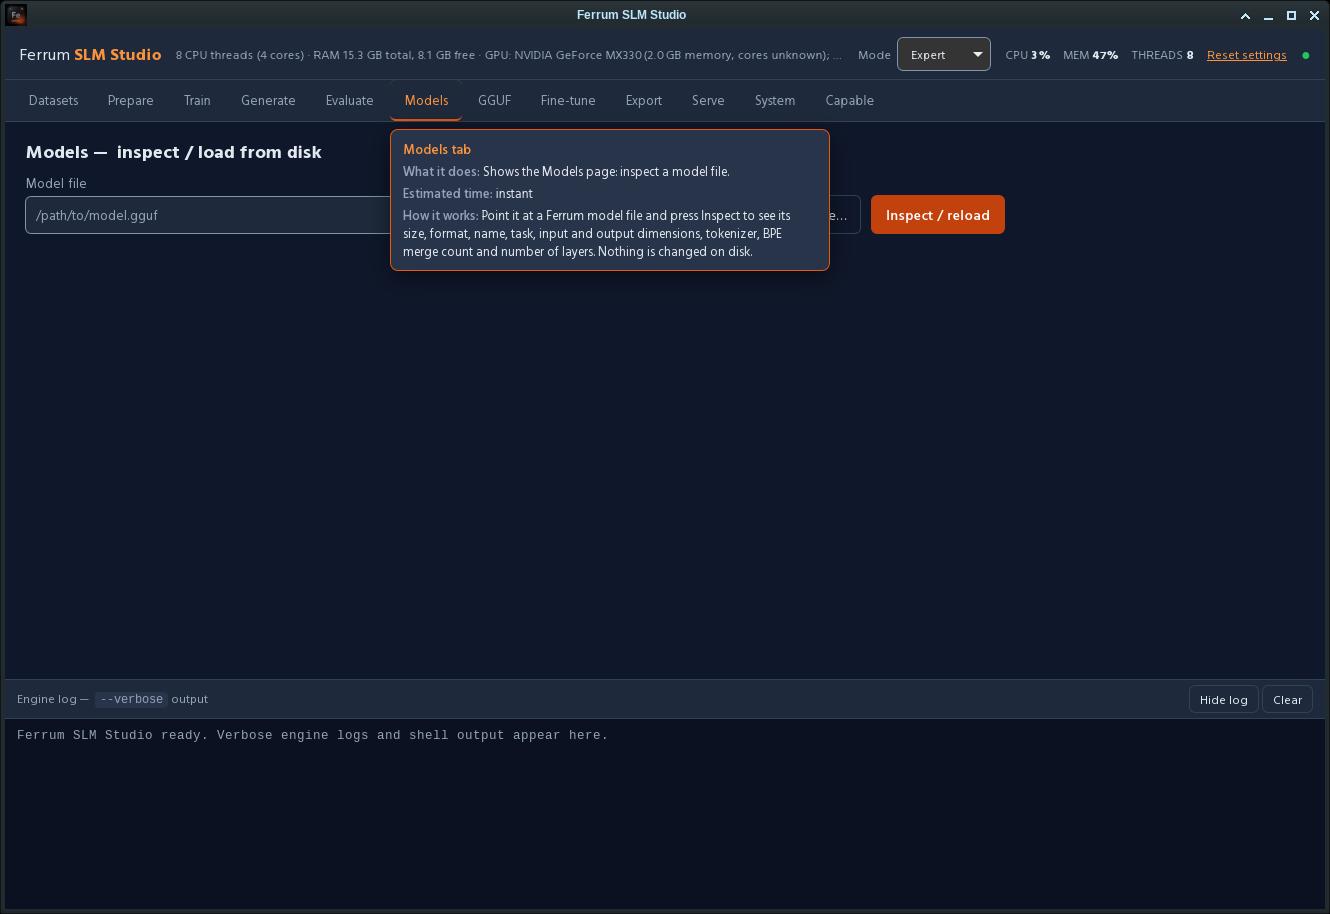 Ferrum SLM Studio
Ferrum SLM Studio 8 CPU threads (4 cores) · RAM 15.3 GB total, 8.1 GB free · GPU: NVIDIA GeForce MX330 (2.0 GB memory, cores unknown); ... Mode Expert CPU 3% MEM 47% THREADS 8 Reset settings
Datasets Prepare Train Generate Evaluate Models GGUF Fine-tune Export Serve System Capable
Models — inspect / load from disk
Model file
/path/to/model.gguf
Models tab
What it does: Shows the Models page: inspect a model file.
Estimated time: instant
How it works: Point it at a Ferrum model file and press Inspect to see its
size, format, name, task, input and output dimensions, tokenizer, BPE
merge count and number of layers. Nothing is changed on disk.
Inspect / reload
Engine log — --verbose output
Hide log Clear
Ferrum SLM Studio ready. Verbose engine logs and shell output appear here.